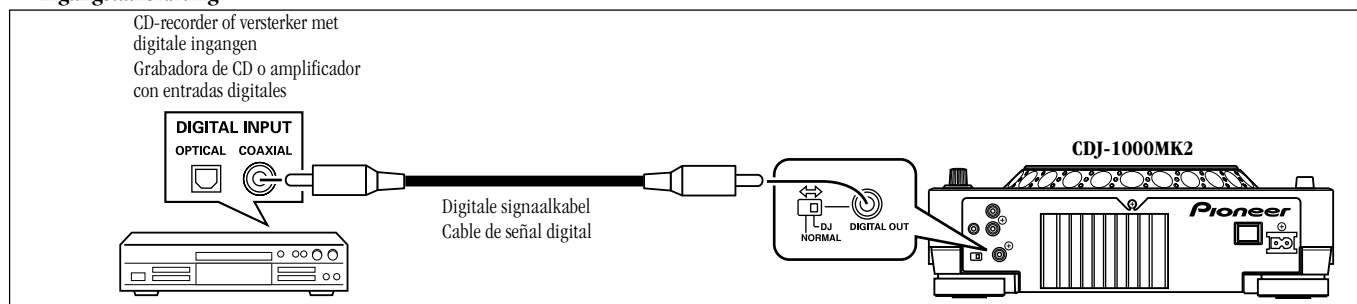 CD-recorder of versterker met
digitale ingangen
Grabadora de CD o amplificador
con entradas digitales
DIGITAL INPUT
OPTICAL COAXIAL
Digitale signaalkabel
Cable de señal digital
DJ
NORMAL
DIGITAL OUT
CDJ-1000MK2
Pioneer